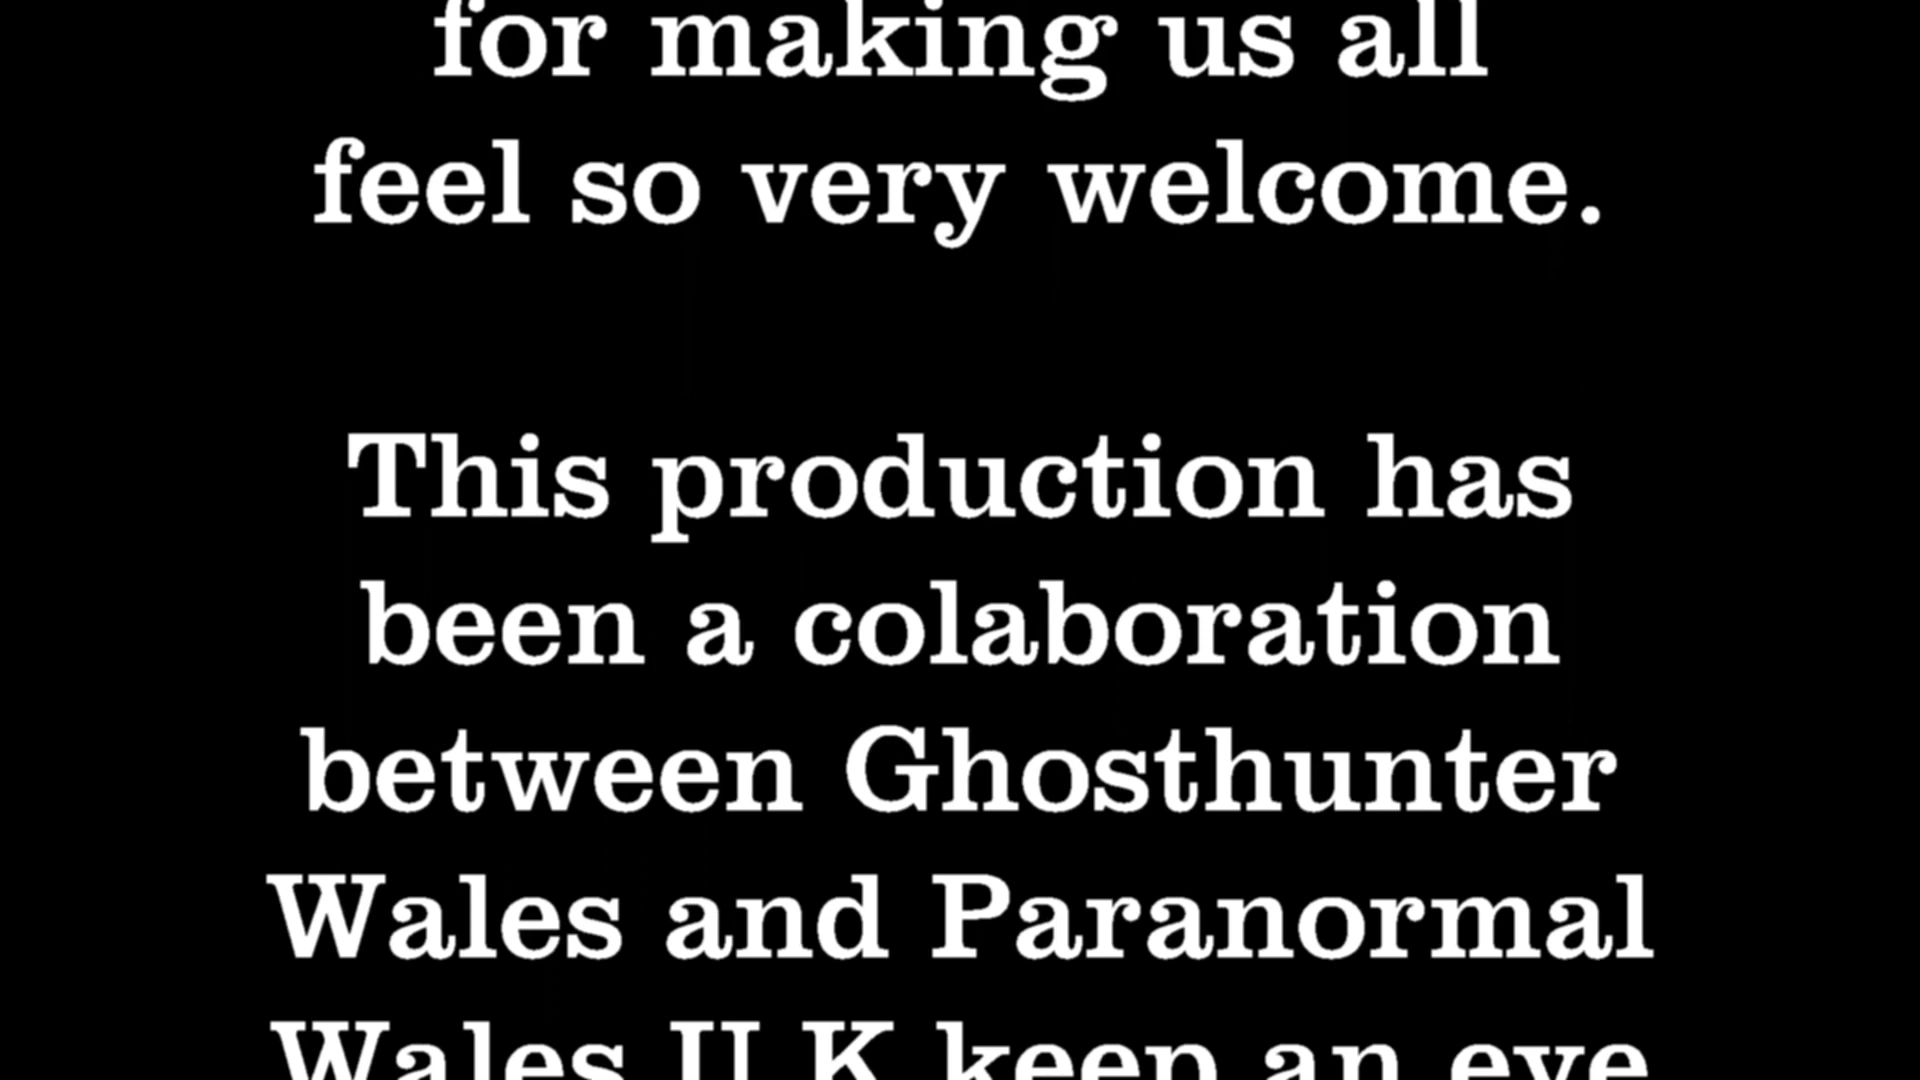 for making us all
feel so very welcome.
This production has
been a colaboration
between Ghosthunter
Wales and Paranormal
Wales U K keep an eye